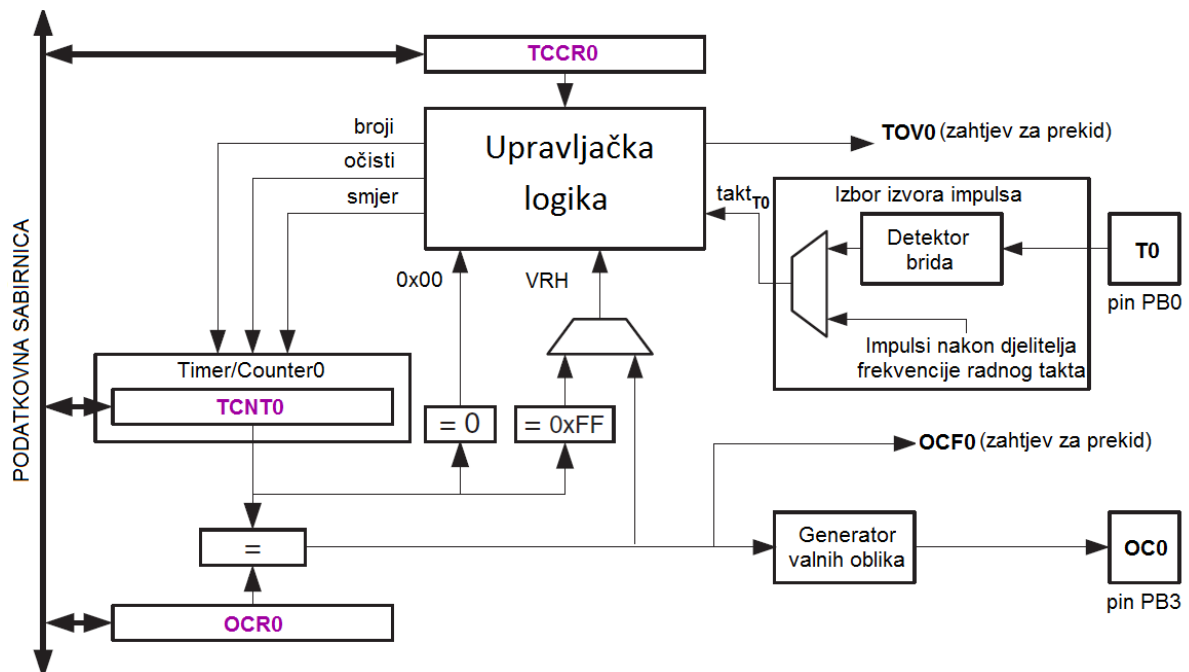 TCCR0
PODATKOVNA SABIRNICA
broji
očisti
smjer
Upravljačka
logika
TOV0 (zahtjev za prekid)
taktT0
Izbor izvora impulsa
Detektor
brida
T0
pin PB0
Impulsi nakon djelitelja
frekvencije radnog takta
0x00
VRH
Timer/Counter0
TCNT0
= 0
= 0xFF
OCF0 (zahtjev za prekid)
=
Generator
valnih oblika
OC0
pin PB3
OCR0